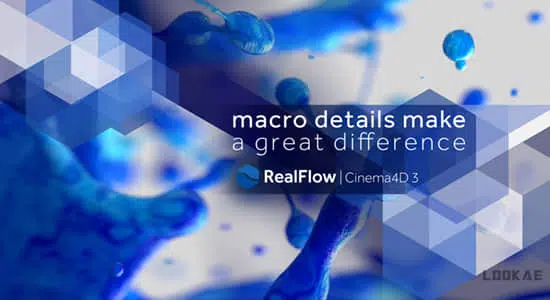 macro details make
a great difference
RealFlow | Cinema4D 3
LOOKAE